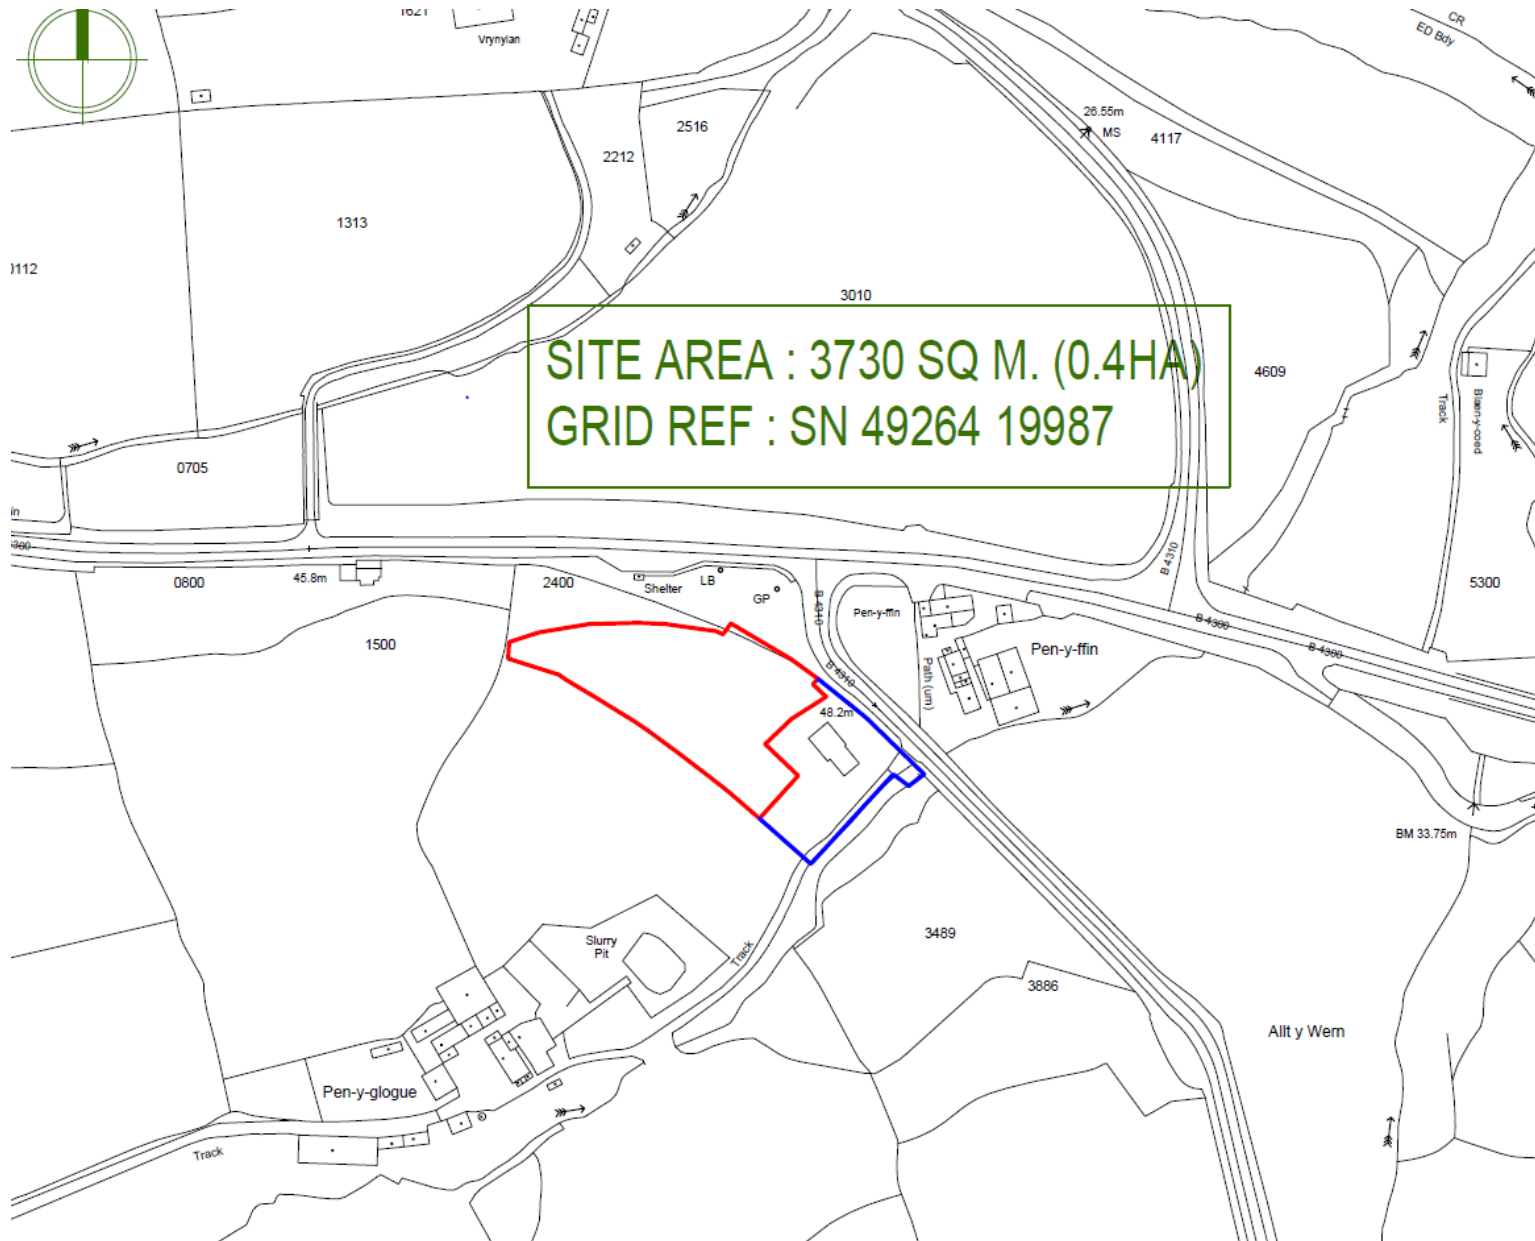 1621
Vrynylan
CR
ED Bdy
26.55m
MS
4117
2516
2212
1313
0112
3010
SITE AREA : 3730 SQ M. (0.4HA)
GRID REF : SN 49264 19987
4609
Track
Blaen-y-coed
0705
B 4310
0800
45.8m
2400
Shelter
LB
GP
B 4310
Pen-y-ffin
5300
B 4300
B 4300
1500
Pen-y-ffin
Path (um)
B 4310
48.2m
BM 33.75m
Slurry
Pit
Track
3489
3886
Allt y Wern
Pen-y-glogue
Track